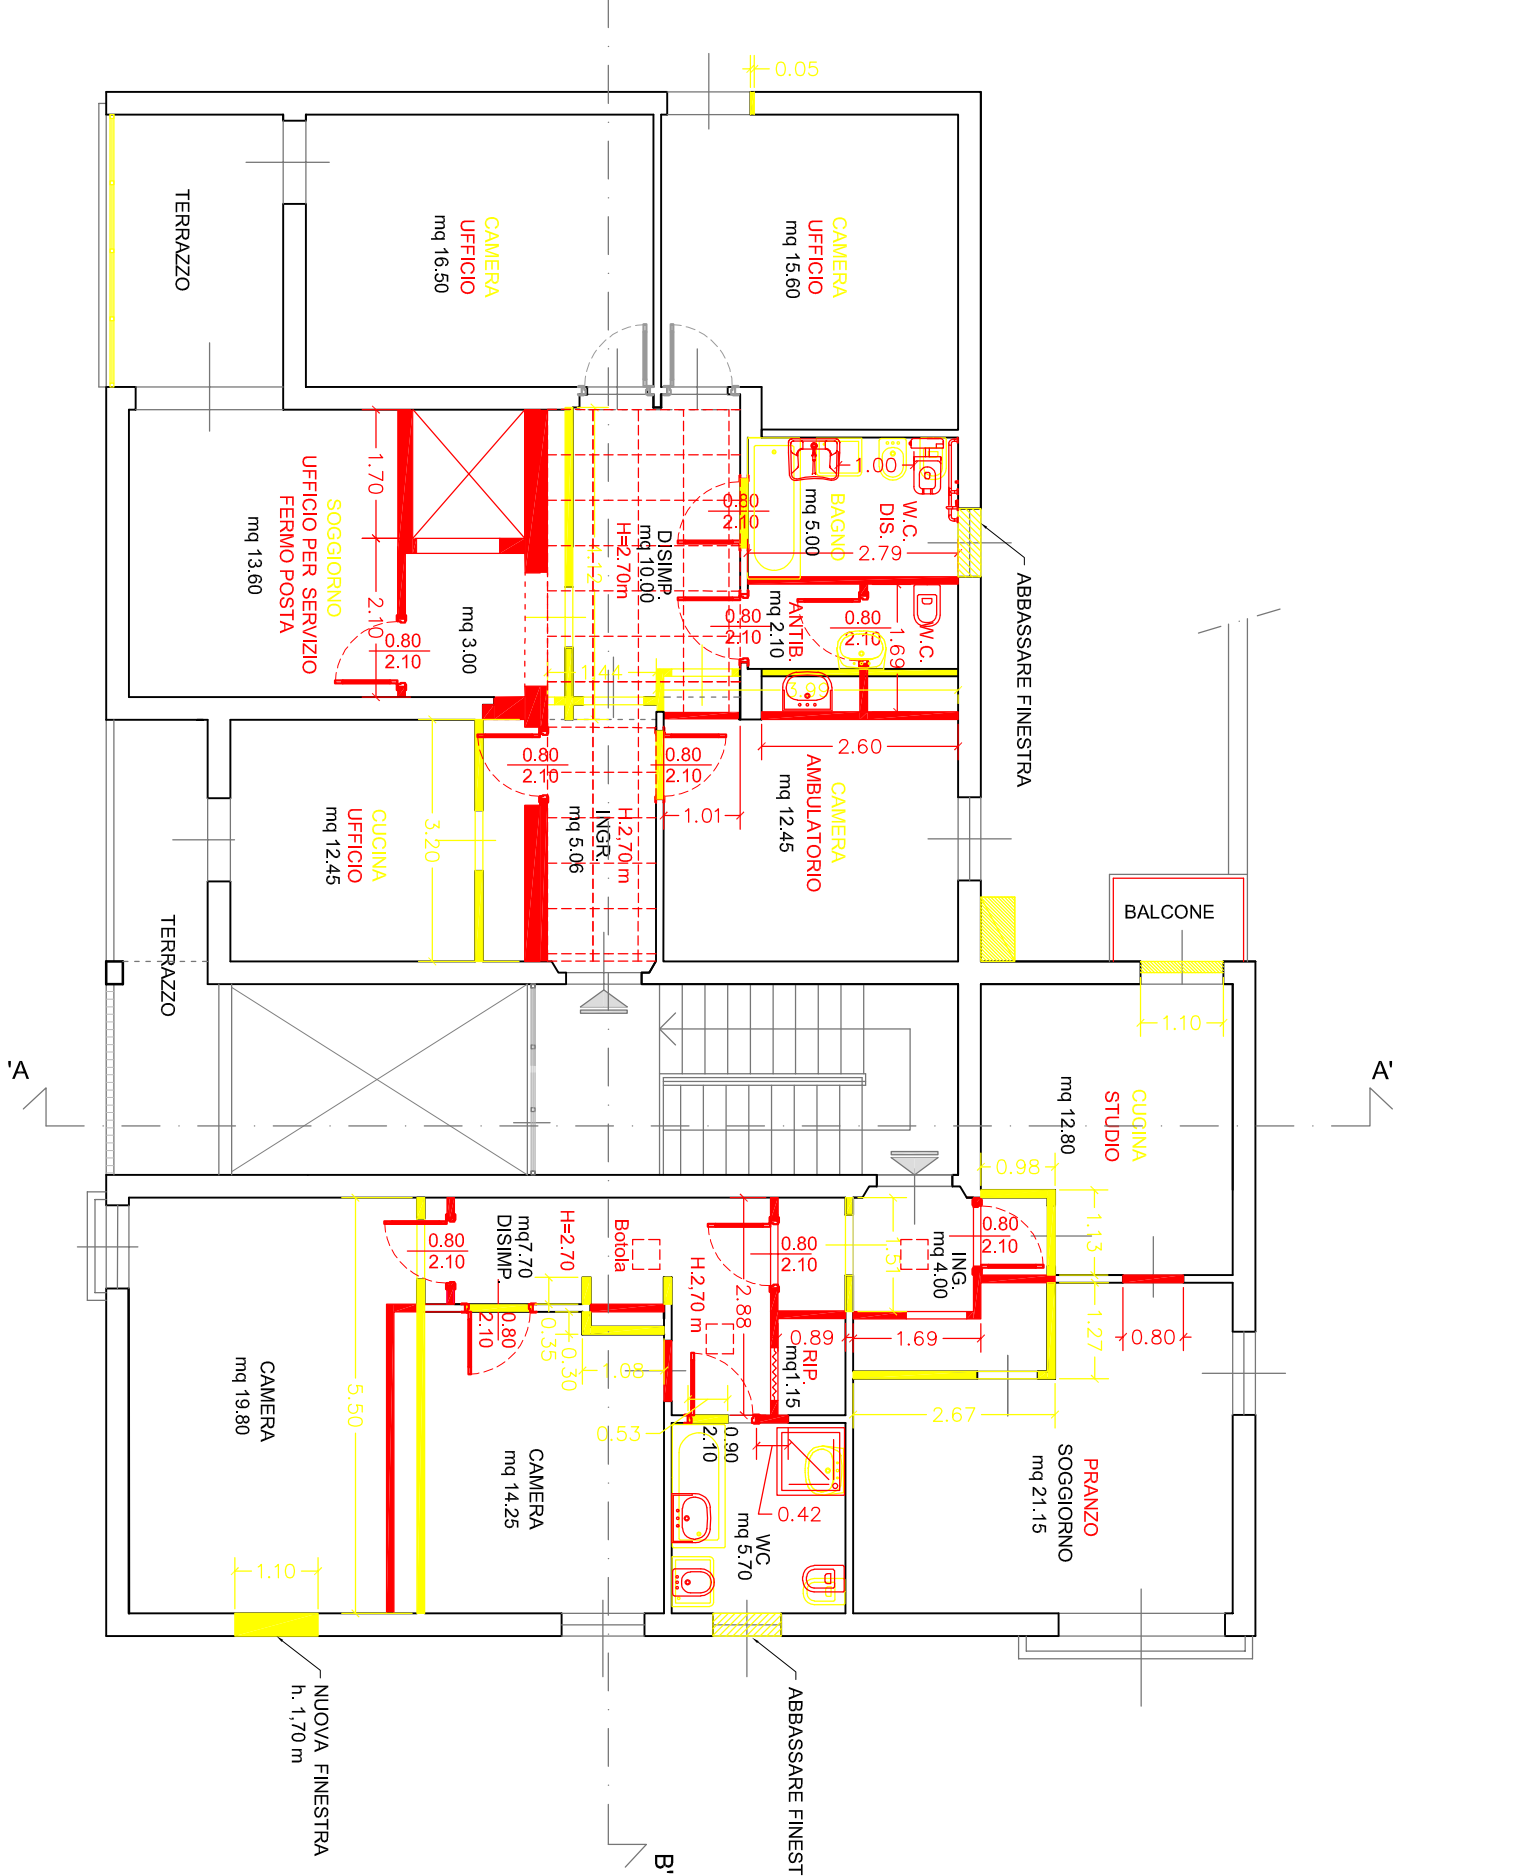 0.05
TERRAZZO
CAMERA
UFFICIO
mq 16.50
CAMERA
UFFICIO
mq 15.60
SOGGIORNO
UFFICIO PER SERVIZIO
FERMO POSTA
mq 13.60
1.70
2.10
0.80
2.10
mq 3.00
DISIMP.
mq 10.00
H=2.70m
1.44
0.80
2.10
BAGNO
mq 5.00
W.C.
DIS.
1.00
2.79
ABBASSARE FINESTRA
0.80
2.10
ANTIB.
mq 2.10
0.80
2.10
1.69
W.C.
3.99
2.60
CAMERA
AMBULATORIO
mq 12.45
0.80
2.10
1.01
0.80
2.10
H.2,70 m
INGR.
mq 5.06
CUCINA
UFFICIO
mq 12.45
3.20
TERRAZZO
BALCONE
1.10
'A
A'
CUCINA
STUDIO
mq 12.80
0.98
1.13
0.80
2.10
ING.
mq 4.00
1.51
1.27
0.80
1.69
2.67
PRANZO
SOGGIORNO
mq 21.15
0.80
2.10
H.2,70 m
2.88
0.89
RIP.
mq1.15
Botola
H=2.70
mq7.70
DISIMP
0.80
2.10
0.80
2.10
0.35
0.30
1.08
0.53
0.90
2.10
0.42
WC
mq 5.70
CAMERA
mq 14.25
5.50
CAMERA
mq 19.80
1.10
NUOVA FINESTRA
h. 1,70 m
ABBASSARE FINEST
B'